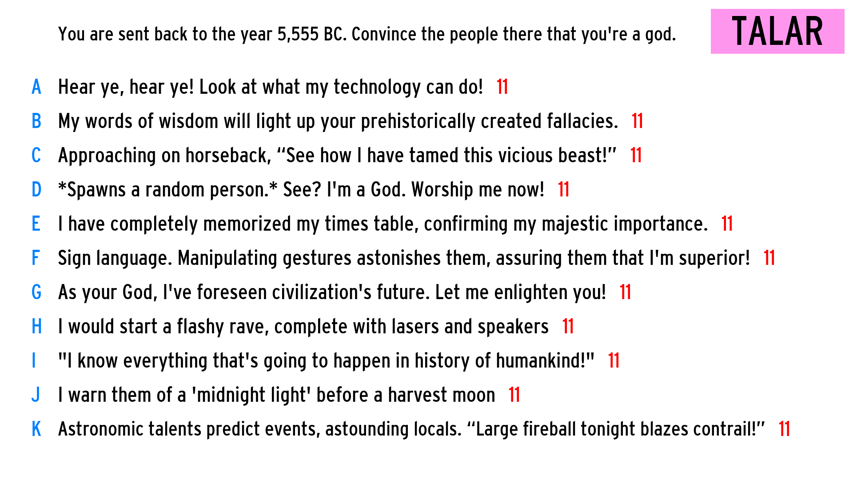 You are sent back to the year 5,555 BC. Convince the people there that you're a god.
TALAR
A Hear ye, hear ye! Look at what my technology can do! 11
B My words of wisdom will light up your prehistorically created fallacies. 11
C Approaching on horseback, “See how I have tamed this vicious beast!” 11
D *Spawns a random person.* See? I'm a God. Worship me now! 11
E I have completely memorized my times table, confirming my majestic importance. 11
F Sign language. Manipulating gestures astonishes them, assuring them that I'm superior! 11
G As your God, I've foreseen civilization's future. Let me enlighten you! 11
H I would start a flashy rave, complete with lasers and speakers 11
I "I know everything that's going to happen in history of humankind!" 11
J I warn them of a 'midnight light' before a harvest moon 11
K Astronomic talents predict events, astounding locals. “Large fireball tonight blazes contrail!” 11